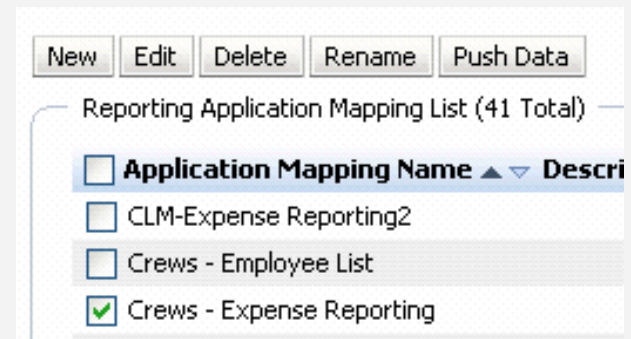 New Edit Delete Rename Push Data
Reporting Application Mapping List (41 Total)
Application Mapping Name Descri
CLM-Expense Reporting2
Crews - Employee List
Crews - Expense Reporting